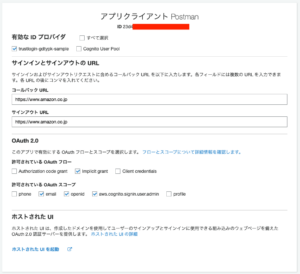 アプリクライアント Postman
ID 23d
有効な ID プロバイダ すべて選択
Cognito User Pool
サインインとサインアウトの URL
サインインおよびサインアウトリクエストに含めるコールバック URL を以下に入力します。各フィールドには複数の URL を入力できます。各 URL の後にコンマを入れてください。
コールバック URL
https://www.amazon.co.jp
サインアウト URL
https://www.amazon.co.jp
OAuth 2.0
このアプリで有効にする OAuth フローとスコープを選択します。 フローとスコープについて詳細情報を確認します。
許可されている OAuth フロー
Authorization code grant Implicit grant Client credentials
許可されている OAuth スコープ
phone email openid aws.cognito.signin.user.admin profile
ホストされた UI
ホストされた UI は、作成したドメインを使用してユーザーのサインアップとサインインに使用できる組み込みのウェブページを備えた OAuth 2.0 認証サーバーを提供します。 ホストされた UI の詳細
ホストされた UI を起動